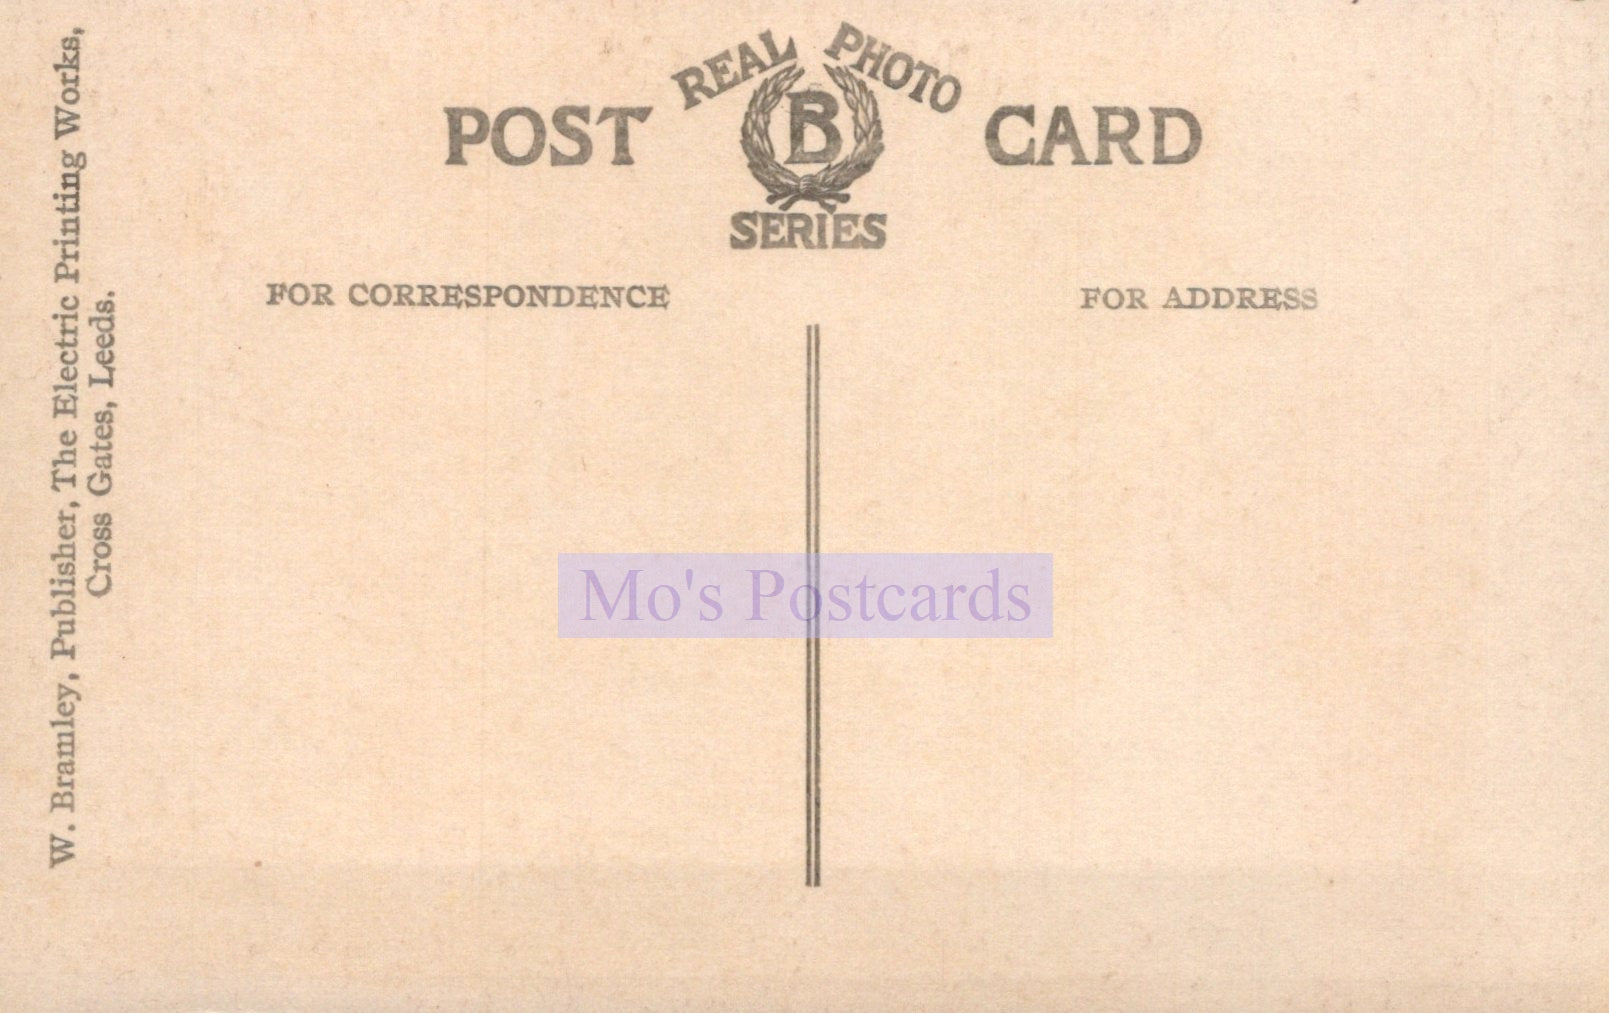 REAL PHOTO
POST B CARD
SERIES
FOR CORRESPONDENCE
FOR ADDRESS
W. Bramley, Publisher, The Electric Printing Works,
Cross Gates, Leeds.
Mo's Postcards